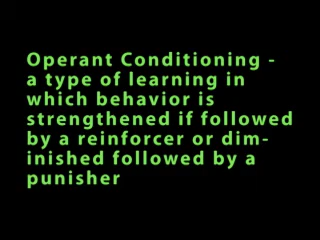 Operant Conditioning -
a type of learning in
which behavior is
strengthened if followed
by a reinforcer or dim-
inished followed by a
punisher